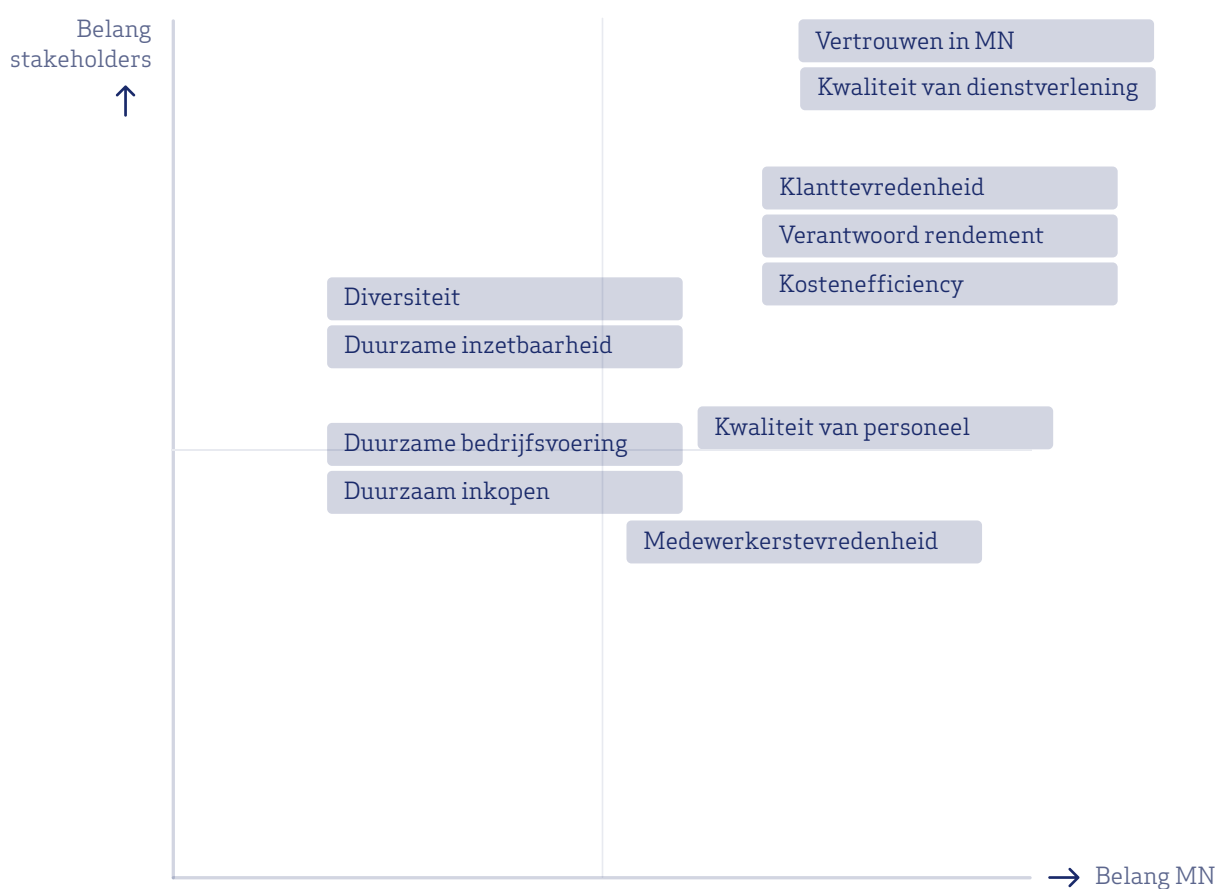 Belang
stakeholders
Vertrouwen in MN
Kwaliteit van dienstverlening
Klanttevredenheid
Verantwoord rendement
Kostenefficiency
Diversiteit
Duurzame inzetbaarheid
Kwaliteit van personeel
Duurzame bedrijfsvoering
Duurzaam inkopen
Medewerkerstevredenheid
Belang MN